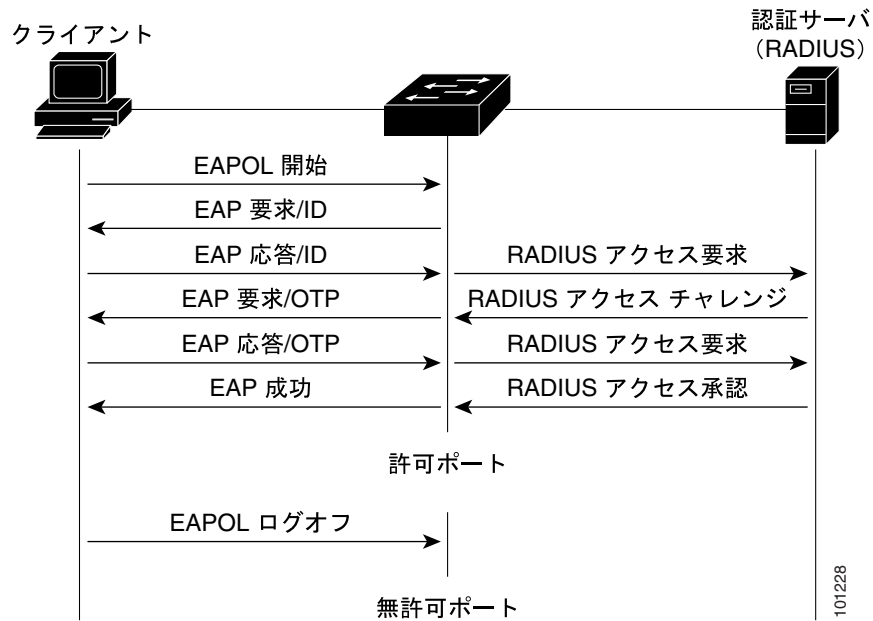 クライアント
認証サーバ
（RADIUS）
EAPOL 開始
EAP 要求/ID
EAP 応答/ID
RADIUS アクセス要求
EAP 要求/OTP
RADIUS アクセス チャレンジ
EAP 応答/OTP
RADIUS アクセス要求
EAP 成功
RADIUS アクセス承認
許可ポート
EAPOL ログオフ
無許可ポート
101228